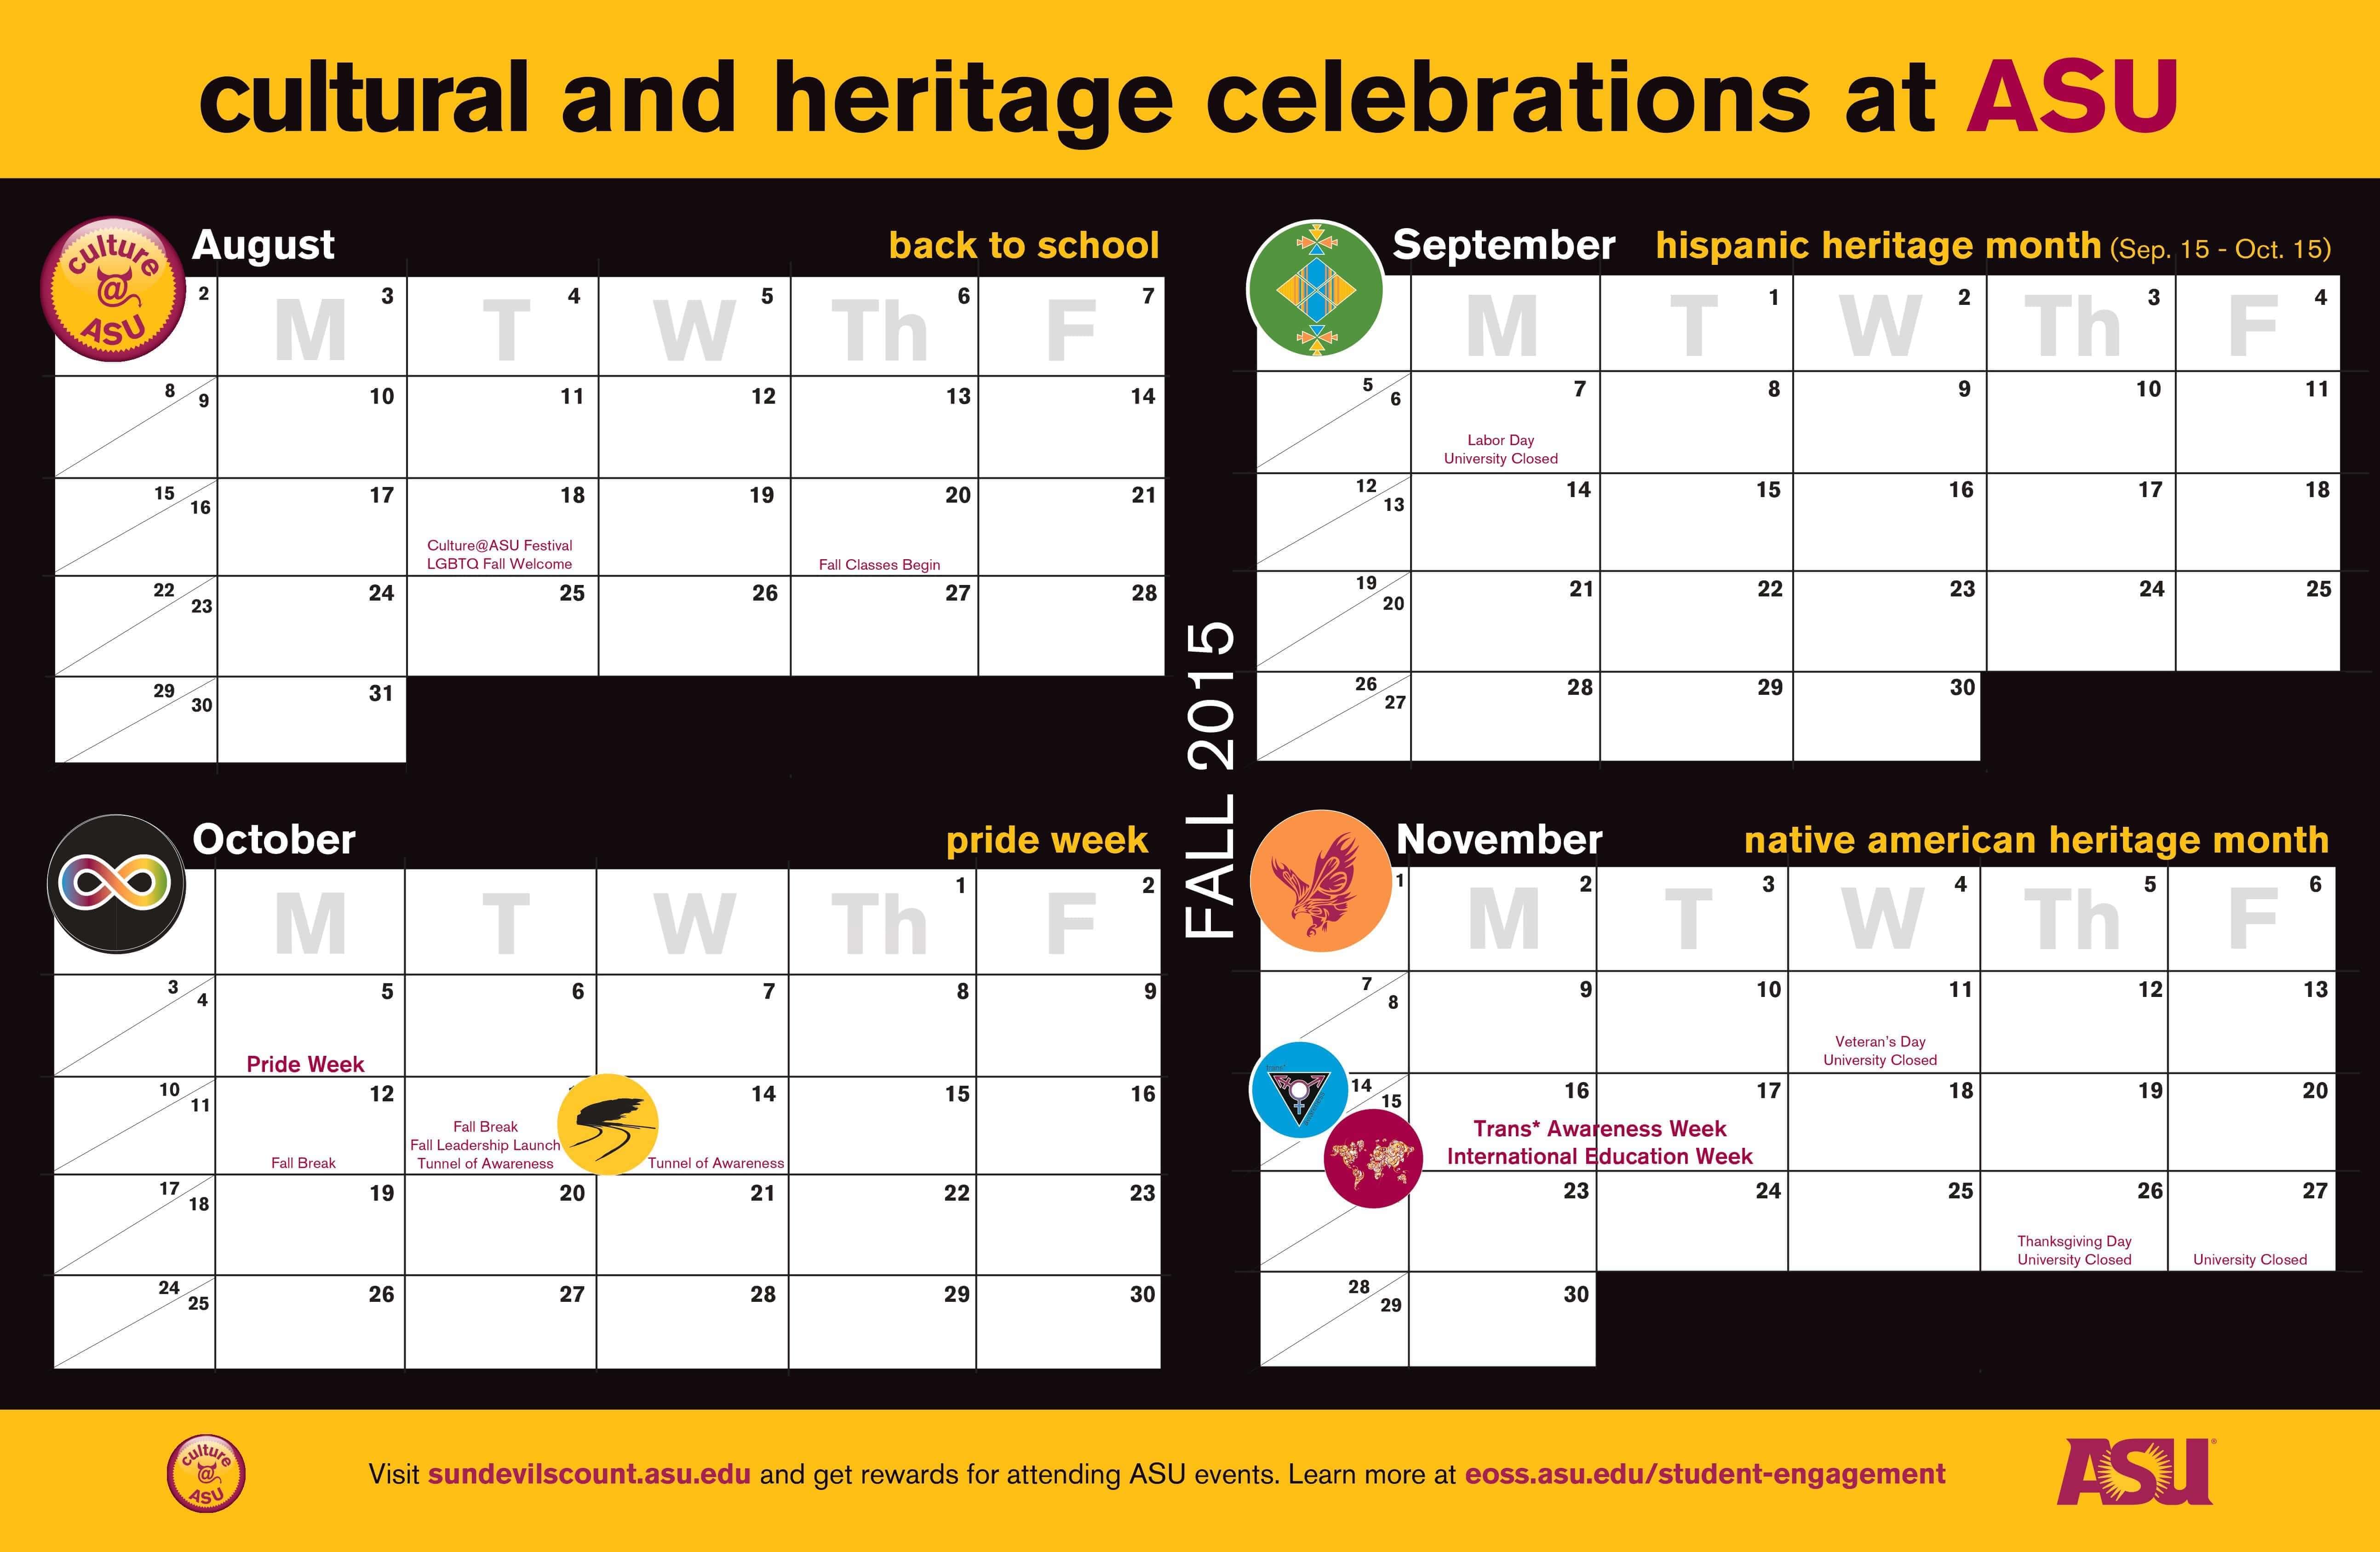 cultural and heritage celebrations at ASU
culture
@
ASU
August
back to school
2
M 3
T 4
W 5
Th 6
F 7
8
9
10
11
12
13
14
15
16
17
18
Culture@ASU Festival
LGBTQ Fall Welcome
19
20
Fall Classes Begin
21
22
23
24
25
26
27
28
29
30
31
September
hispanic heritage month (Sep. 15 - Oct. 15)
M
T 1
W 2
Th 3
F 4
5
6
7
Labor Day
University Closed
8
9
10
11
12
13
14
15
16
17
18
19
20
21
22
23
24
25
26
27
28
29
30
FALL 2015
October
pride week
M
T
W
Th 1
F 2
3
4
5
Pride Week
6
7
8
9
10
11
12
Fall Break
Fall Break
Fall Leadership Launch
Tunnel of Awareness
14
Tunnel of Awareness
15
16
17
18
19
20
21
22
23
24
25
26
27
28
29
30
November
native american heritage month
1
M 2
T 3
W 4
Th 5
F 6
7
8
9
10
11
Veteran's Day
University Closed
12
13
14
15
16
17
Trans* Awareness Week
International Education Week
18
19
20
23
24
25
26
Thanksgiving Day
University Closed
27
University Closed
28
29
30
culture
@
ASU
Visit sundevilscount.asu.edu and get rewards for attending ASU events. Learn more at eoss.asu.edu/student-engagement
ASU